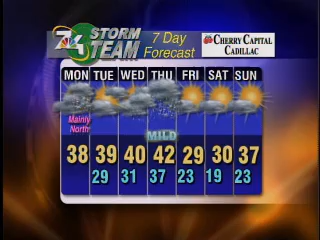 7&4 STORM TEAM
7 Day
Forecast
CHERRY CAPITAL
CADILLAC
MON TUE WED THU FRI SAT SUN
Mainly
North
MILD
38 39 40 42 29 30 37
29 31 37 23 19 23